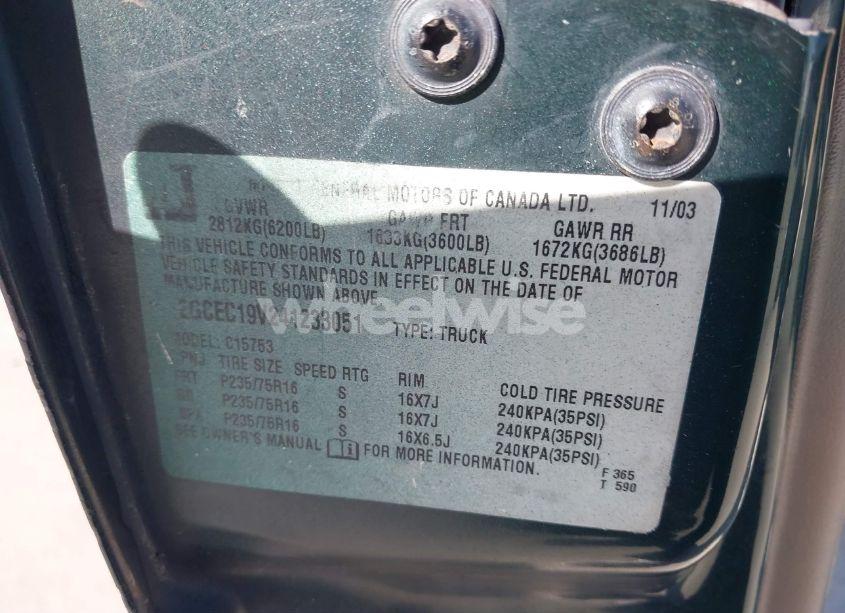 GENERAL MOTORS OF CANADA LTD. 11/03
GVWR GAWR FRT GAWR RR
2812KG(6200LB) 1633KG(3600LB) 1672KG(3686LB)
THIS VEHICLE CONFORMS TO ALL APPLICABLE U.S. FEDERAL MOTOR
VEHICLE SAFETY STANDARDS IN EFFECT ON THE DATE OF
MANUFACTURE SHOWN ABOVE.
2GCEC19V241233051 TYPE: TRUCK
wheelwise
MODEL: C15753
TIRE SIZE SPEED RTG RIM COLD TIRE PRESSURE
FRT P235/75R16 S 16X7J 240KPA(35PSI)
RR P235/75R16 S 16X7J 240KPA(35PSI)
SPA P235/75R16 S 16X6.5J 240KPA(35PSI)
SEE OWNER'S MANUAL FOR MORE INFORMATION.
F 365
T 590